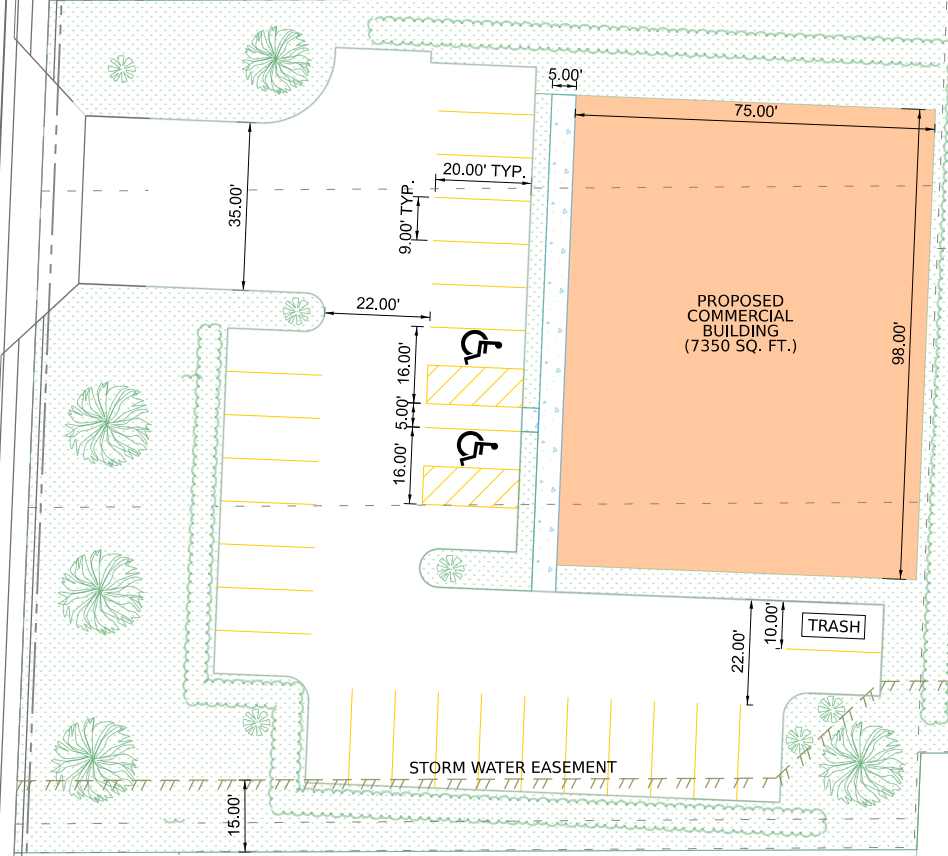 5.00'
75.00'
20.00' TYP.
35.00'
9.00' TYP.
22.00'
PROPOSED
COMMERCIAL
BUILDING
(7350 SQ. FT.)
98.00'
16.00'
5.00'
16.00'
22.00'
10.00'
TRASH
STORM WATER EASEMENT
15.00'